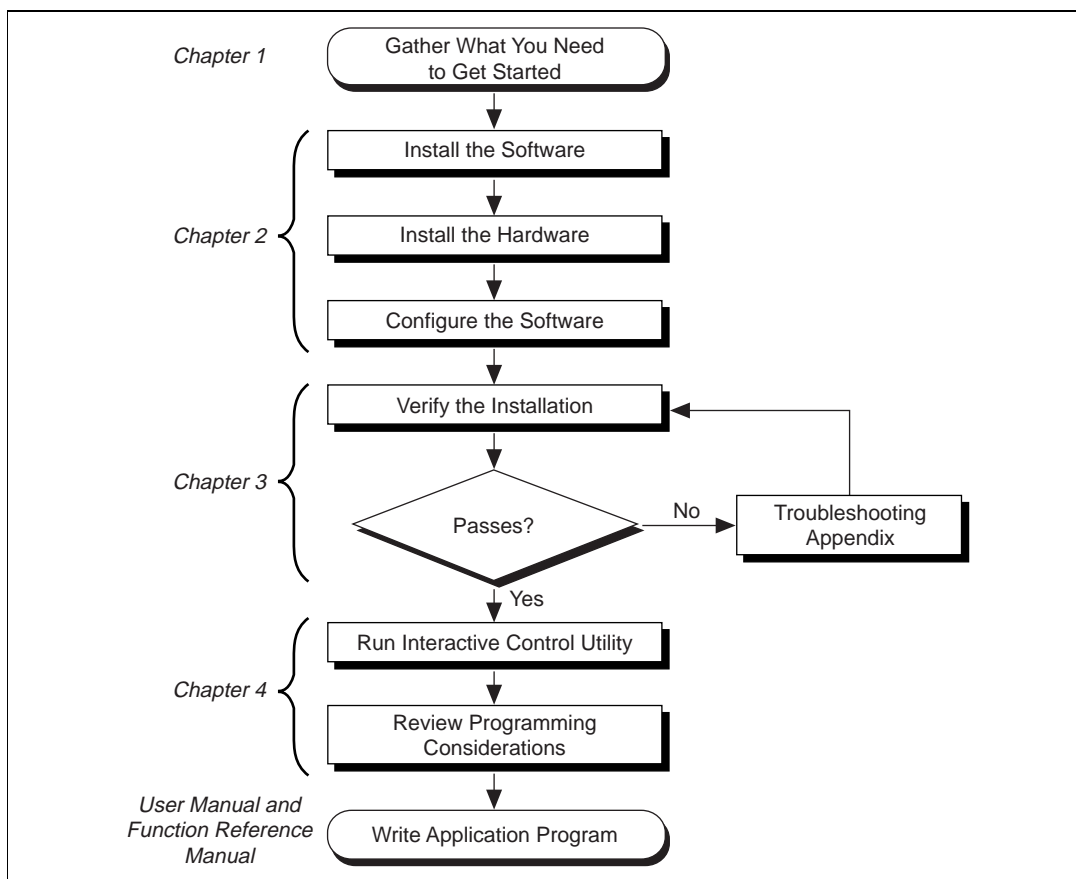 Chapter 1
Gather What You Need
to Get Started
Install the Software
Chapter 2
Install the Hardware
Configure the Software
Verify the Installation
Chapter 3
Passes?
No
Troubleshooting
Appendix
Yes
Run Interactive Control Utility
Chapter 4
Review Programming
Considerations
User Manual and
Function Reference
Manual
Write Application Program